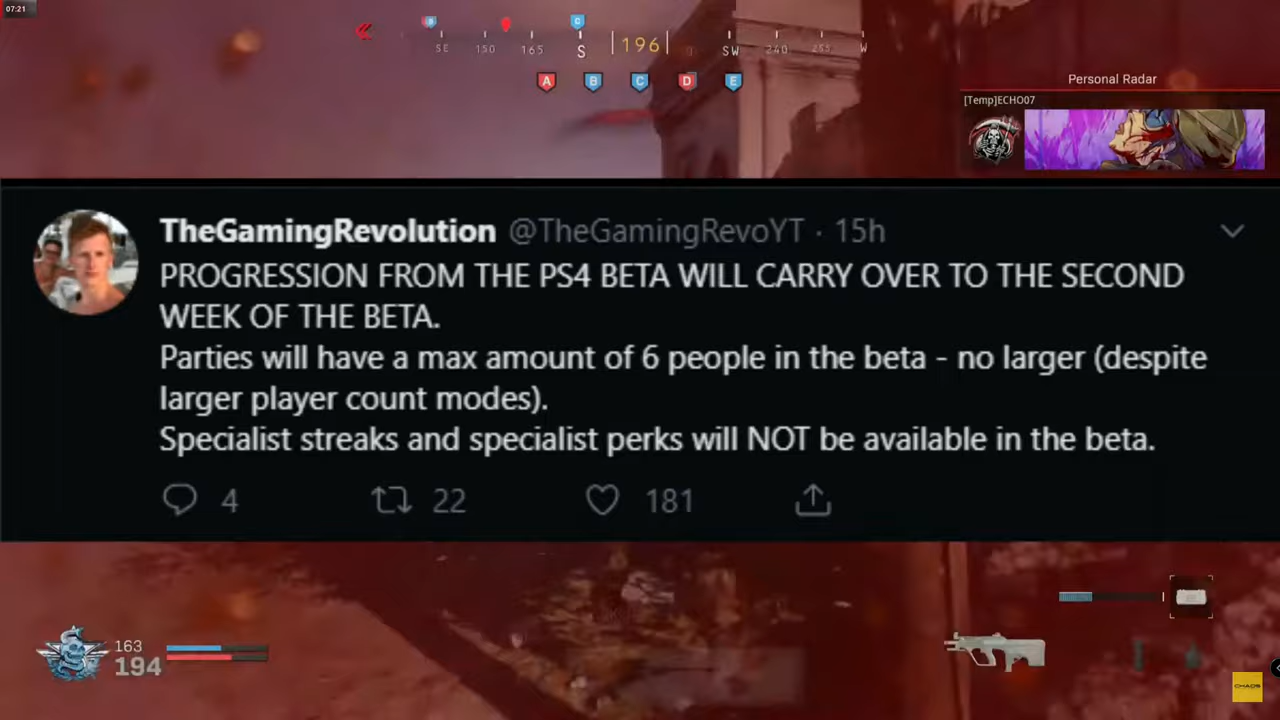 07:21
B
C
SE
150
165
S
196
SW
240
255
W
A
B
C
D
E
Personal Radar
[Temp]ECHO07
TheGamingRevolution @TheGamingRevoYT · 15h
PROGRESSION FROM THE PS4 BETA WILL CARRY OVER TO THE SECOND
WEEK OF THE BETA.
Parties will have a max amount of 6 people in the beta - no larger (despite
larger player count modes).
Specialist streaks and specialist perks will NOT be available in the beta.
4
22
181
163
194
CHAOS